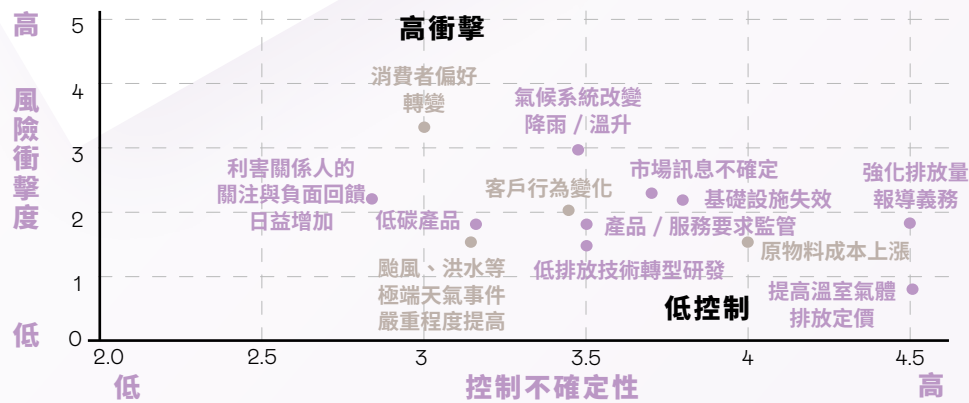 高
風險衝擊度
低
5
4
3
2
1
0
高衝擊
消費者偏好
轉變
氣候系統改變
降雨 / 溫升
利害關係人的
關注與負面回饋
日益增加
低碳產品
客戶行為變化
市場訊息不確定
基礎設施失效
強化排放量
報導義務
產品 / 服務要求監管
低排放技術轉型研發
颱風、洪水等
極端天氣事件
嚴重程度提高
原物料成本上漲
低控制
提高溫室氣體
排放定價
2.0
2.5
3
3.5
4
4.5
低
控制不確定性
高